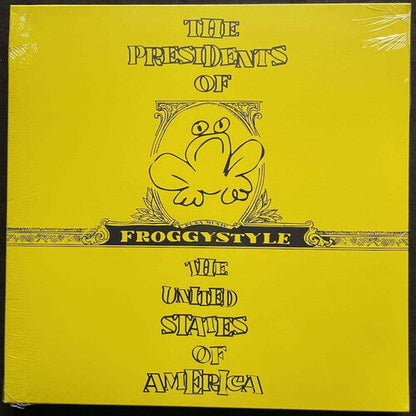 THE
PRESIDENTS
OF
FROGGYSTYLE
THE
UNITED
STATES
OF
AMERICA